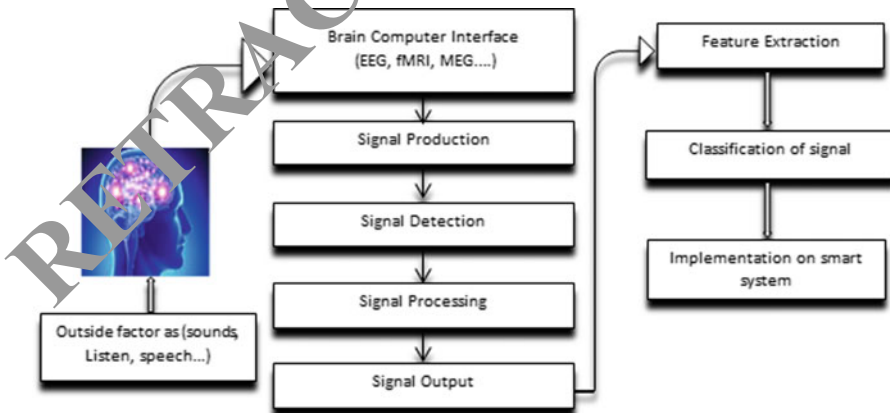 Brain Computer Interface
(EEG, fMRI, MEG....)
Signal Production
Signal Detection
Signal Processing
Signal Output
Outside factor as (sounds,
Listen, speech...)
Feature Extraction
Classification of signal
Implementation on smart
system
RETRAC